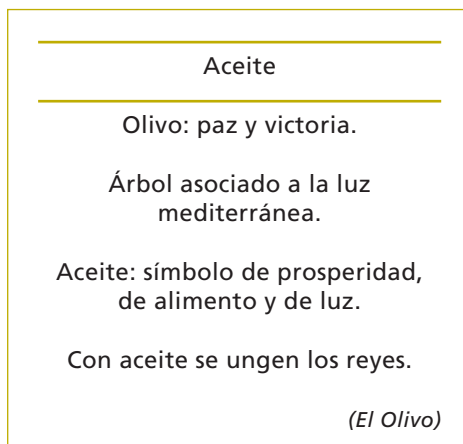 Aceite
Olivo: paz y victoria.
Árbol asociado a la luz
mediterránea.
Aceite: símbolo de prosperidad,
de alimento y de luz.
Con aceite se ungen los reyes.
(El Olivo)